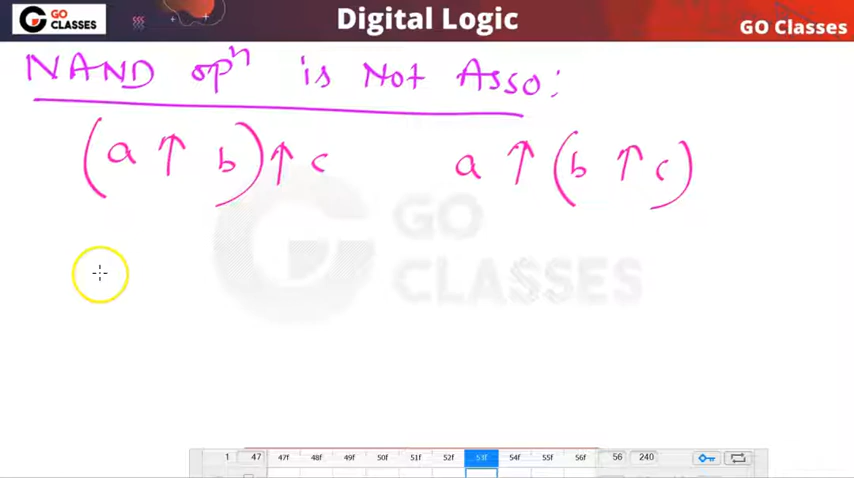 GO CLASSES
Digital Logic
GO Classes
NAND opⁿ is Not Asso:
(a ↑ b) ↑ c a ↑ (b ↑ c)
GO
CLASSES
1 47 47f 48f 49f 50f 51f 52f 53f 54f 55f 56f 56 240